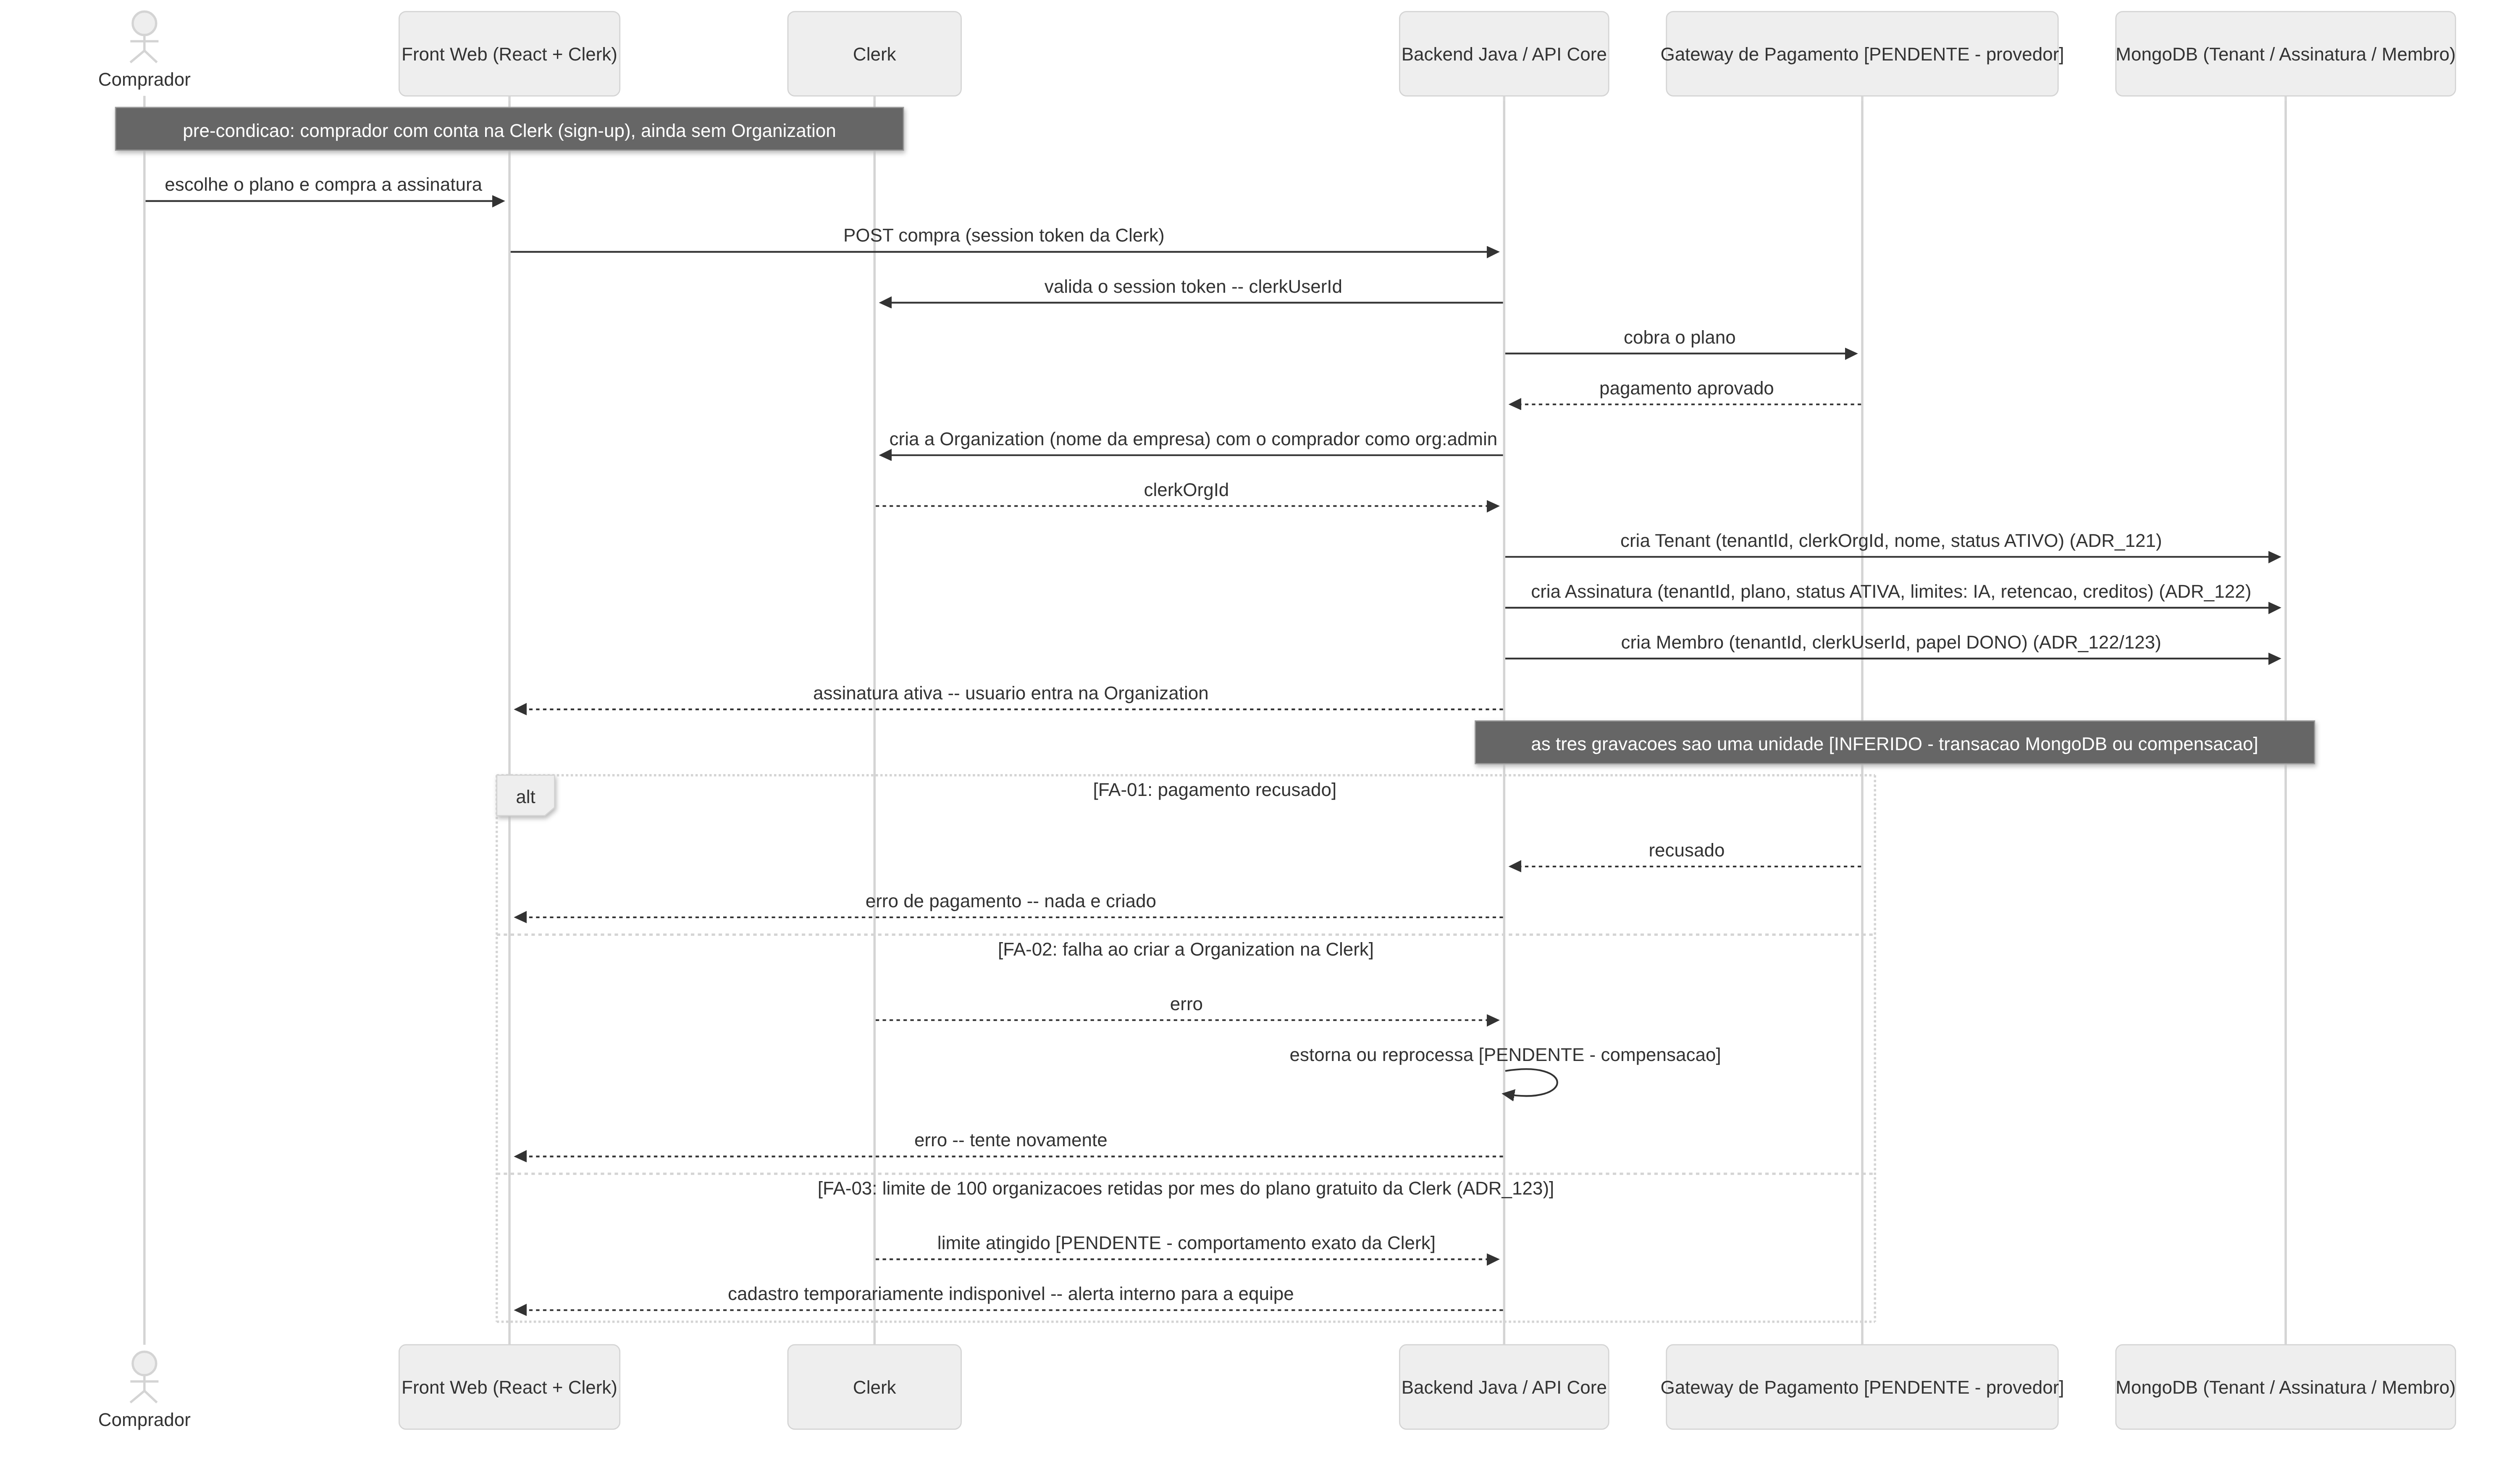 Comprador
Front Web (React + Clerk)
Clerk
Backend Java / API Core
Gateway de Pagamento [PENDENTE - provedor]
MongoDB (Tenant / Assinatura / Membro)
pre-condicao: comprador com conta na Clerk (sign-up), ainda sem Organization
escolhe o plano e compra a assinatura
POST compra (session token da Clerk)
valida o session token -- clerkUserId
cobra o plano
pagamento aprovado
cria a Organization (nome da empresa) com o comprador como org:admin
clerkOrgId
cria Tenant (tenantId, clerkOrgId, nome, status ATIVO) (ADR_121)
cria Assinatura (tenantId, plano, status ATIVA, limites: IA, retencao, creditos) (ADR_122)
cria Membro (tenantId, clerkUserId, papel DONO) (ADR_122/123)
assinatura ativa -- usuario entra na Organization
as tres gravacoes sao uma unidade [INFERIDO - transacao MongoDB ou compensacao]
alt
[FA-01: pagamento recusado]
recusado
erro de pagamento -- nada e criado
[FA-02: falha ao criar a Organization na Clerk]
erro
estorna ou reprocessa [PENDENTE - compensacao]
erro -- tente novamente
[FA-03: limite de 100 organizacoes retidas por mes do plano gratuito da Clerk (ADR_123)]
limite atingido [PENDENTE - comportamento exato da Clerk]
cadastro temporariamente indisponivel -- alerta interno para a equipe
Comprador
Front Web (React + Clerk)
Clerk
Backend Java / API Core
Gateway de Pagamento [PENDENTE - provedor]
MongoDB (Tenant / Assinatura / Membro)